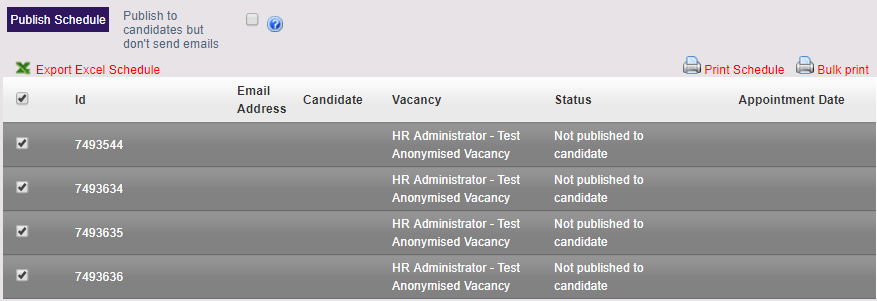 Publish Schedule
Publish to
candidates but
don't send emails
Export Excel Schedule
Print Schedule
Bulk print
Id
Email
Address
Candidate
Vacancy
Status
Appointment Date
7493544
HR Administrator - Test
Anonymised Vacancy
Not published to
candidate
7493634
HR Administrator - Test
Anonymised Vacancy
Not published to
candidate
7493635
HR Administrator - Test
Anonymised Vacancy
Not published to
candidate
7493636
HR Administrator - Test
Anonymised Vacancy
Not published to
candidate